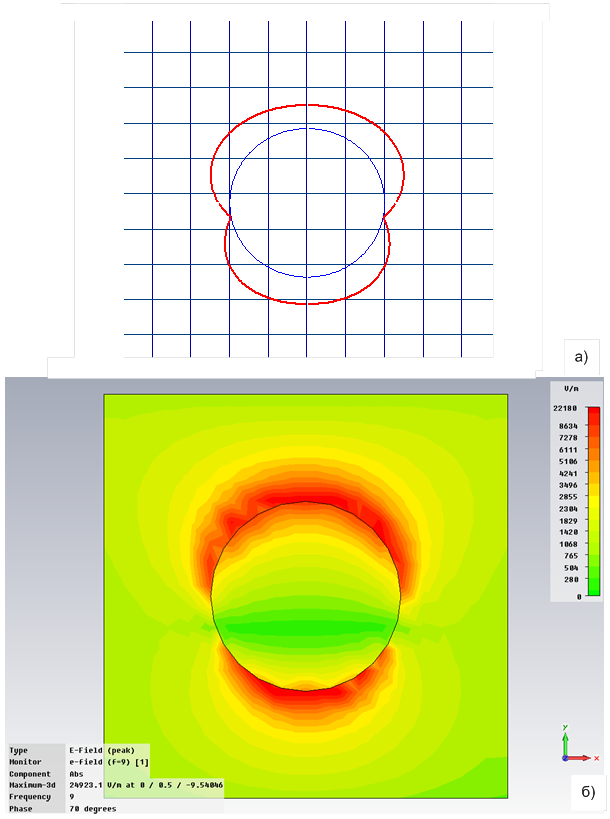 а)
V/m
22180
8634
7278
6111
5106
4241
3496
2855
2304
1829
1420
1068
765
504
280
0
y
x
Type E-Field (peak)
Monitor e-field (f=9) [1]
Component Abs
Maximum-3d 24923.1 V/m at 0 / 0.5 / -9.54046
Frequency 9
Phase 70 degrees
б)